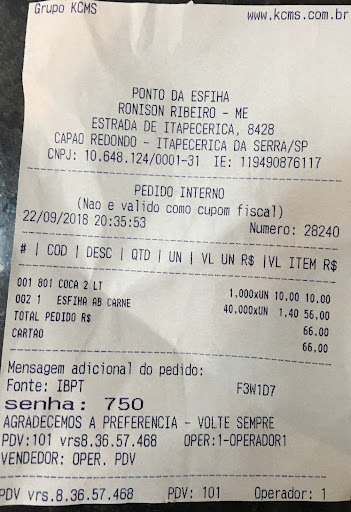 Grupo KCMS www.kcms.com.br
PONTO DA ESFIHA
RONISON RIBEIRO - ME
ESTRADA DE ITAPECERICA, 8428
CAPAO REDONDO - ITAPECERICA DA SERRA/SP
CNPJ: 10.648.124/0001-31 IE: 119490876117
PEDIDO INTERNO
(Nao e valido como cupom fiscal)
22/09/2018 20:35:53 Numero: 28240
# | COD | DESC | QTD | UN | VL UN R$ |VL ITEM R$
001 801 COCA 2 LT 1.000xUN 10.00 10.00
002 1 ESFIHA AB CARNE 40.000xUN 1.40 56.00
TOTAL PEDIDO R$ 66.00
CARTAO 66.00
Mensagem adicional do pedido:
Fonte: IBPT F3W1D7
senha: 750
AGRADECEMOS A PREFERENCIA - VOLTE SEMPRE
PDV:101 vrs8.36.57.468 OPER:1-OPERADOR1
VENDEDOR: OPER. PDV
PDV vrs.8.36.57.468 PDV: 101 Operador: 1